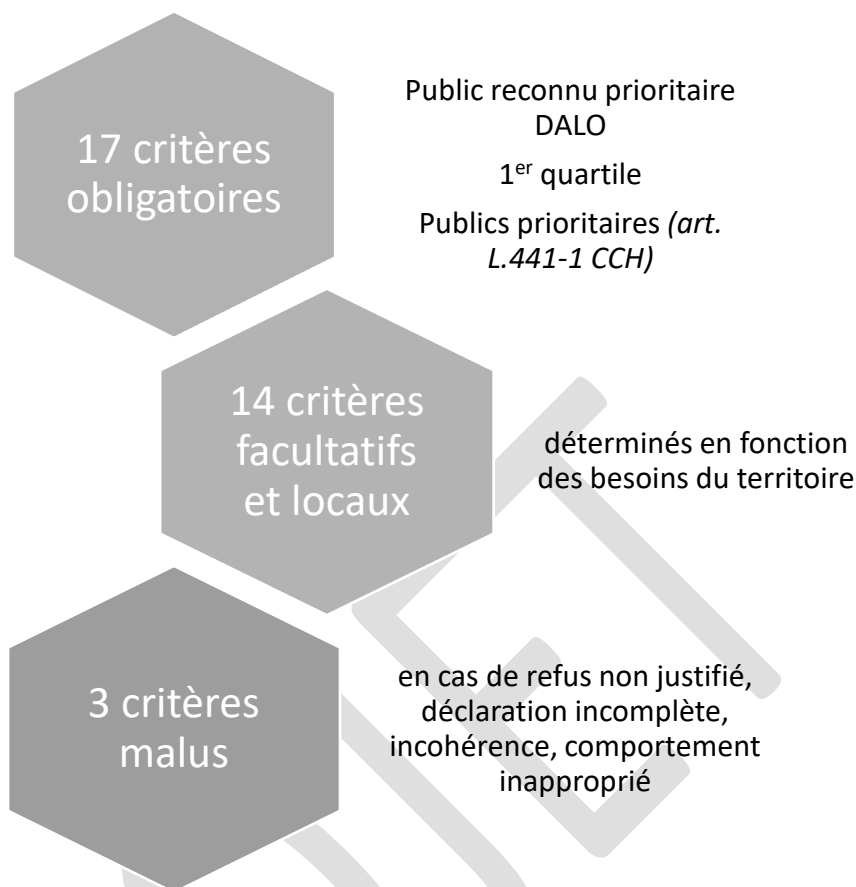 17 critères
obligatoires
Public reconnu prioritaire
DALO
1er quartile
Publics prioritaires (art.
L.441-1 CCH)
14 critères
facultatifs
et locaux
déterminés en fonction
des besoins du territoire
3 critères
malus
en cas de refus non justifié,
déclaration incomplète,
incohérence, comportement
inapproprié